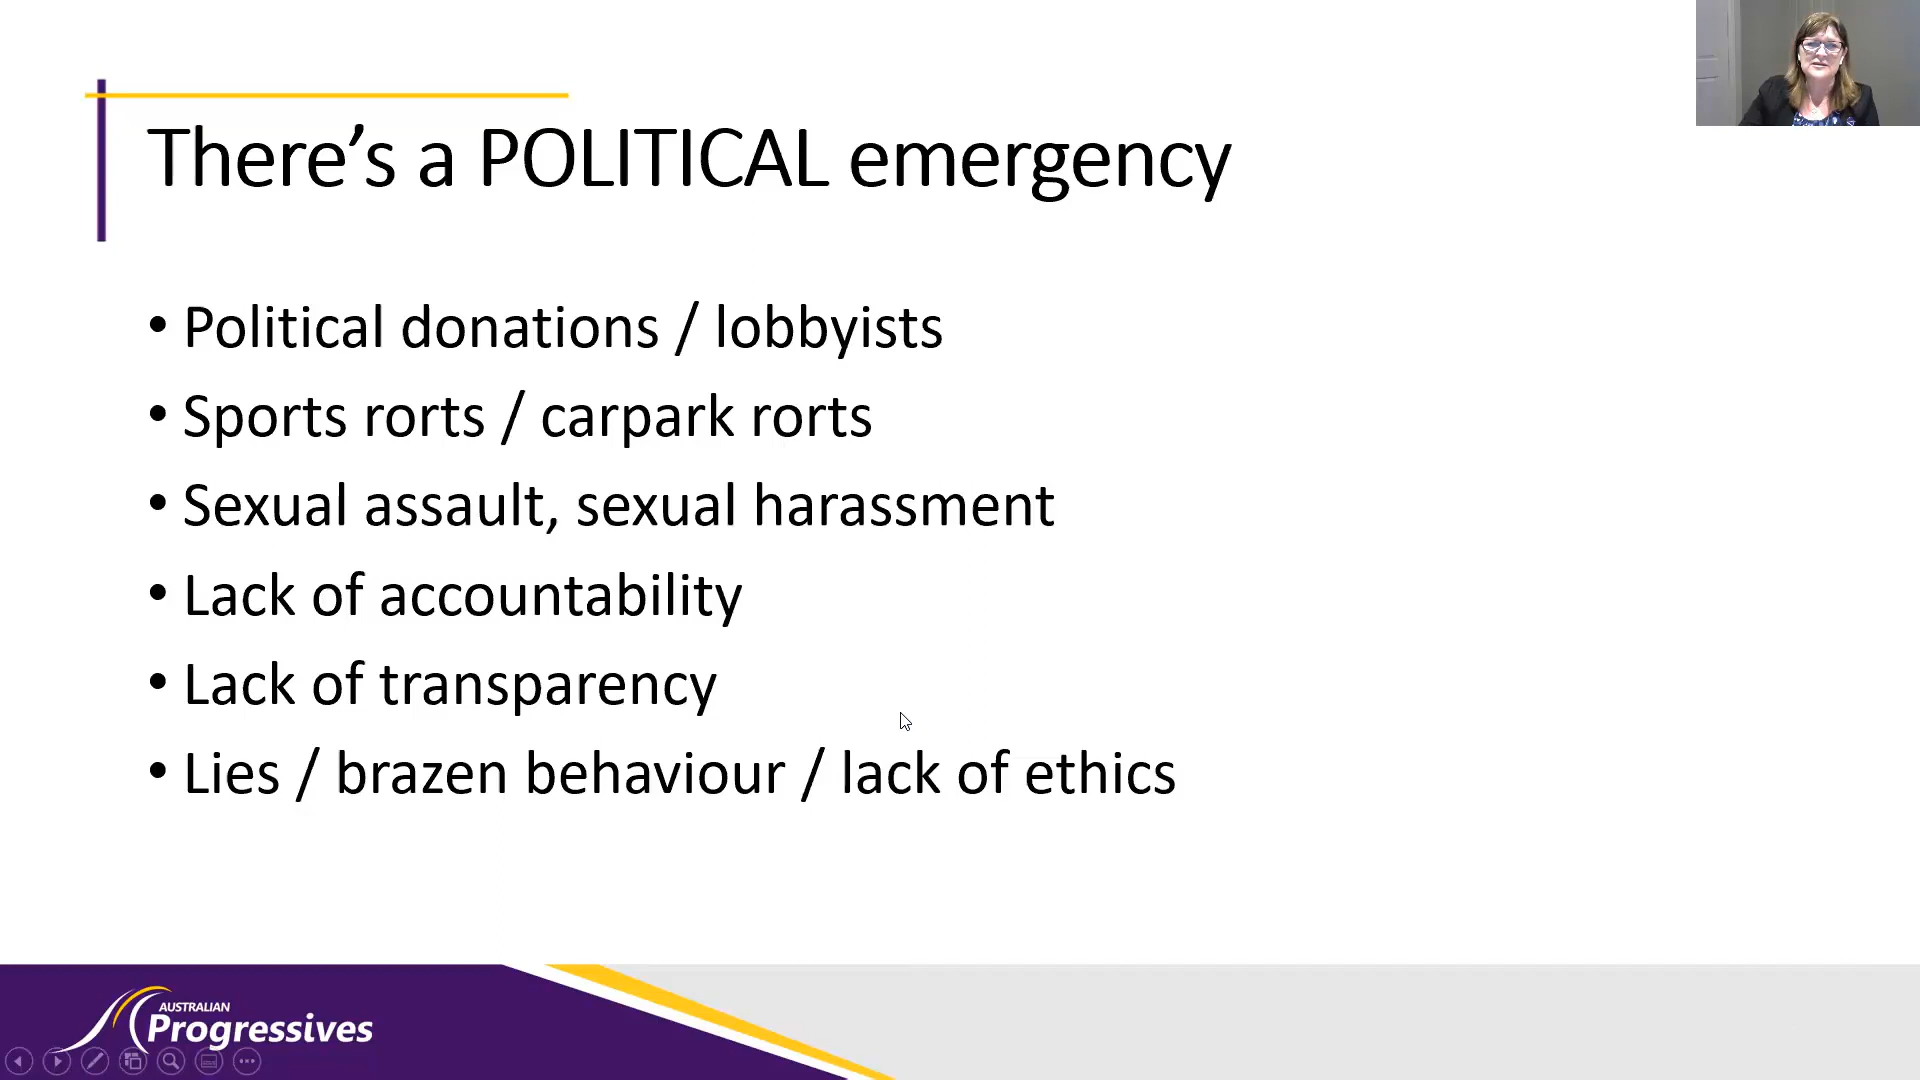 There’s a POLITICAL emergency
• Political donations / lobbyists
• Sports rorts / carpark rorts
• Sexual assault, sexual harassment
• Lack of accountability
• Lack of transparency
• Lies / brazen behaviour / lack of ethics
AUSTRALIAN
Progressives